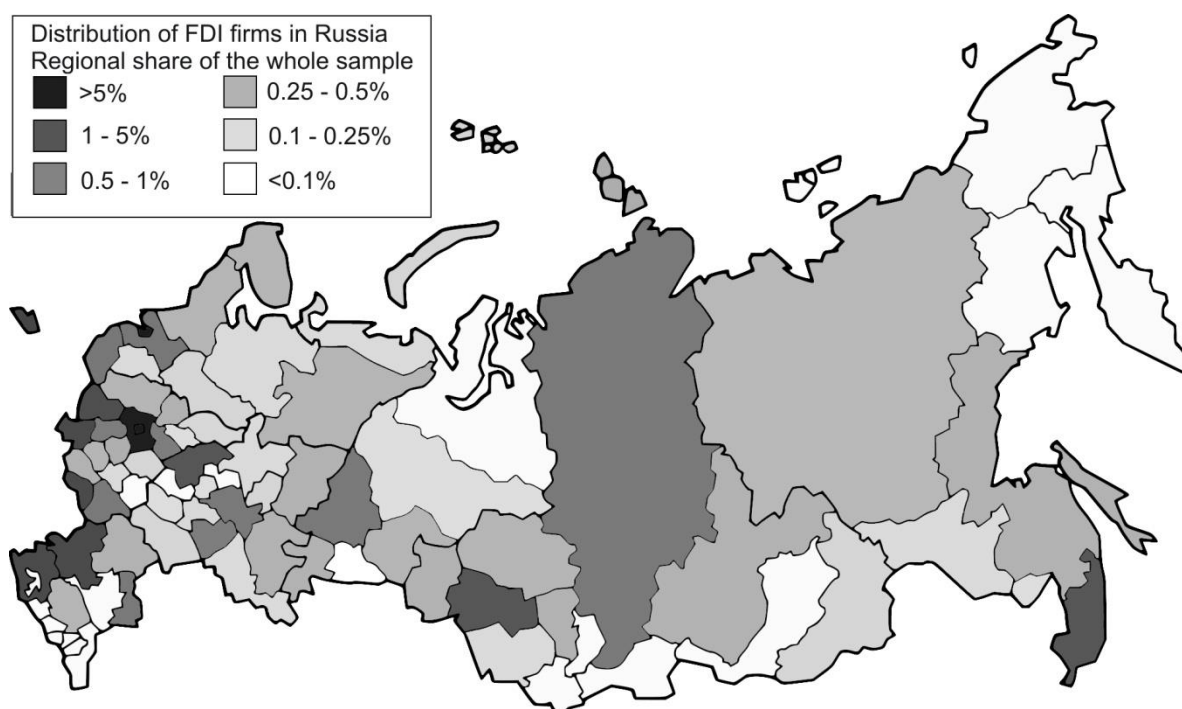 Distribution of FDI firms in Russia
Regional share of the whole sample
>5%
0.25 - 0.5%
1 - 5%
0.1 - 0.25%
0.5 - 1%
<0.1%